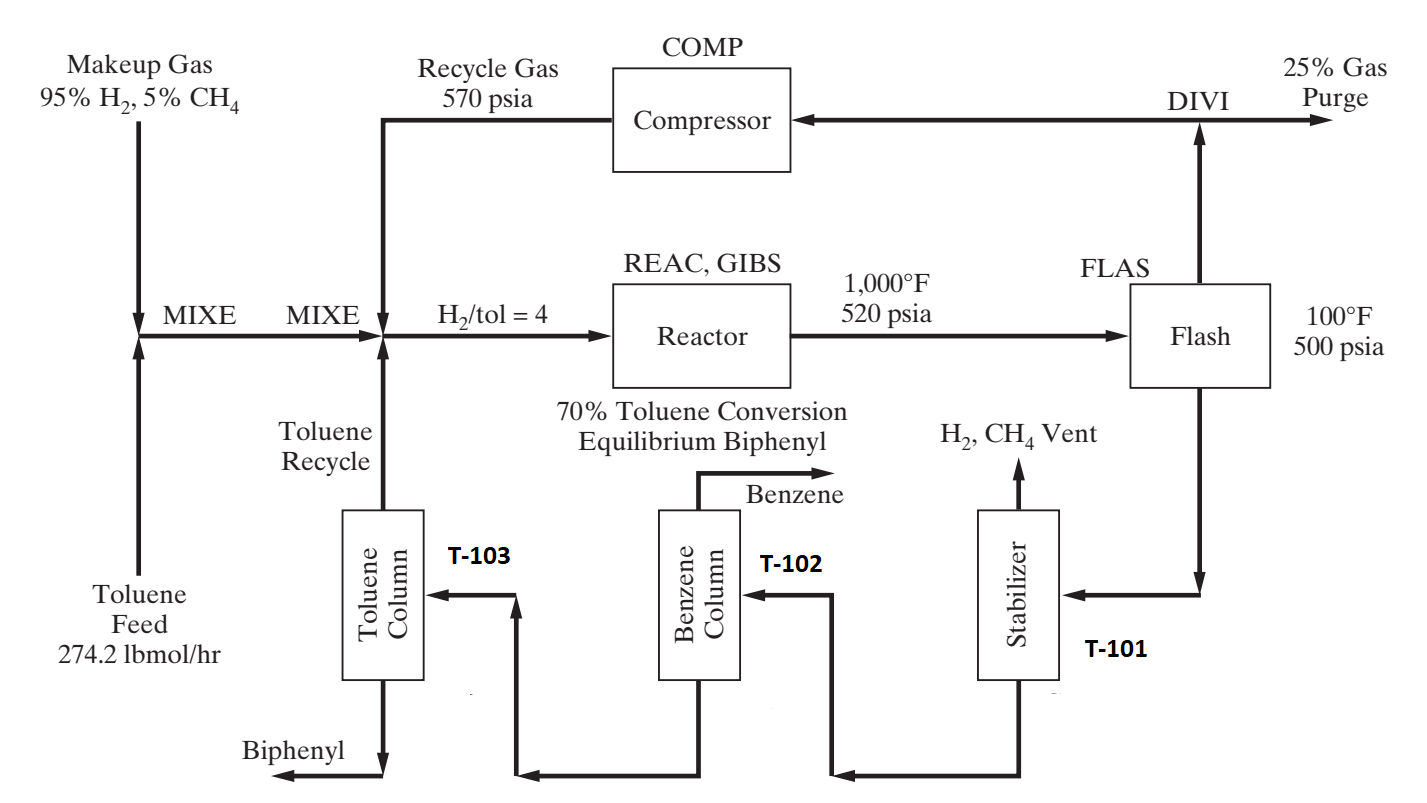 COMP
Makeup Gas
95% H₂, 5% CH₄
Recycle Gas
570 psia
Compressor
DIVI
25% Gas
Purge
MIXE
MIXE
H₂/tol = 4
REAC, GIBS
Reactor
1,000°F
520 psia
FLAS
Flash
100°F
500 psia
70% Toluene Conversion
Equilibrium Biphenyl
Toluene
Recycle
H₂, CH₄ Vent
Benzene
Toluene
Feed
274.2 lbmol/hr
Toluene
Column
T-103
Benzene
Column
T-102
Stabilizer
T-101
Biphenyl